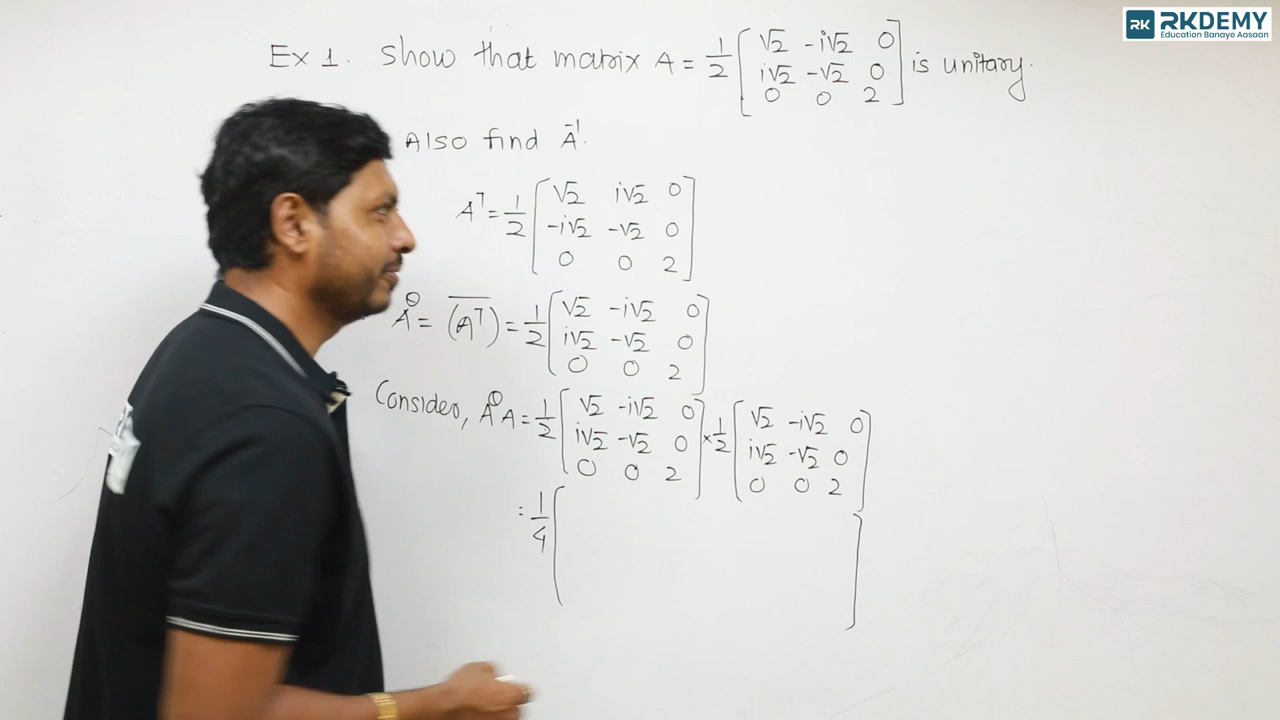 RK RKDEMY
Education Banaye Aasaan
Ex 1. Show that matrix A = 1/2 [ √2 -i√2 0 ; i√2 -√2 0 ; 0 0 2 ] is unitary.
Also find A⁻¹.
Aᵀ = 1/2 [ √2 i√2 0 ; -i√2 -√2 0 ; 0 0 2 ]
A^θ = \overline{(Aᵀ)} = 1/2 [ √2 -i√2 0 ; i√2 -√2 0 ; 0 0 2 ]
Consider, A^θ A = 1/2 [ √2 -i√2 0 ; i√2 -√2 0 ; 0 0 2 ] × 1/2 [ √2 -i√2 0 ; i√2 -√2 0 ; 0 0 2 ]
= 1/4 [ ]